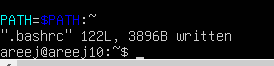 PATH=$PATH:~
".bashrc" 122L, 3896B written
areej@areej10:~$